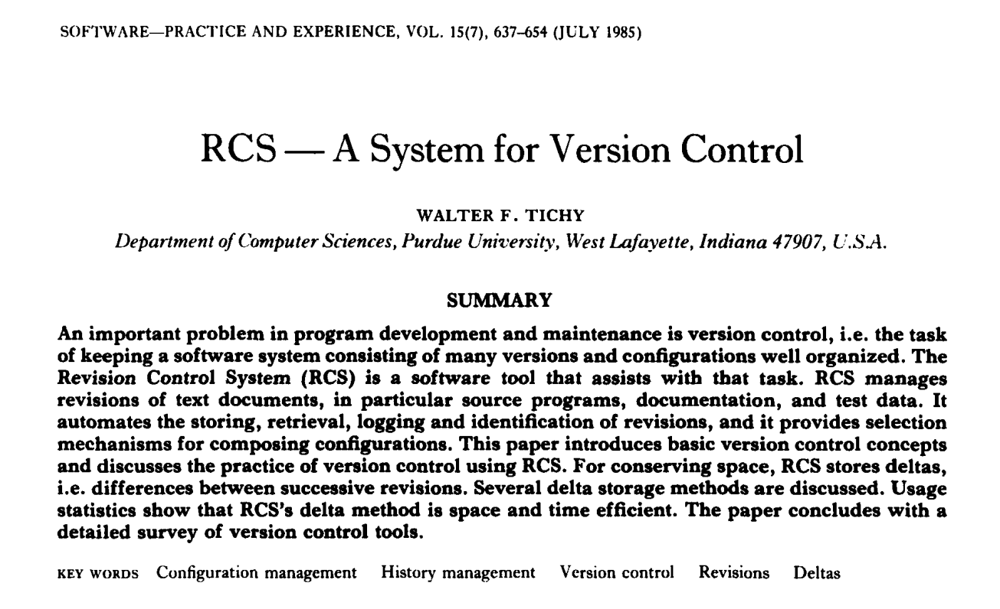 SOFTWARE—PRACTICE AND EXPERIENCE, VOL. 15(7), 637–654 (JULY 1985)
RCS — A System for Version Control
WALTER F. TICHY
Department of Computer Sciences, Purdue University, West Lafayette, Indiana 47907, U.S.A.
SUMMARY
An important problem in program development and maintenance is version control, i.e. the task
of keeping a software system consisting of many versions and configurations well organized. The
Revision Control System (RCS) is a software tool that assists with that task. RCS manages
revisions of text documents, in particular source programs, documentation, and test data. It
automates the storing, retrieval, logging and identification of revisions, and it provides selection
mechanisms for composing configurations. This paper introduces basic version control concepts
and discusses the practice of version control using RCS. For conserving space, RCS stores deltas,
i.e. differences between successive revisions. Several delta storage methods are discussed. Usage
statistics show that RCS's delta method is space and time efficient. The paper concludes with a
detailed survey of version control tools.
KEY WORDS Configuration management History management Version control Revisions Deltas